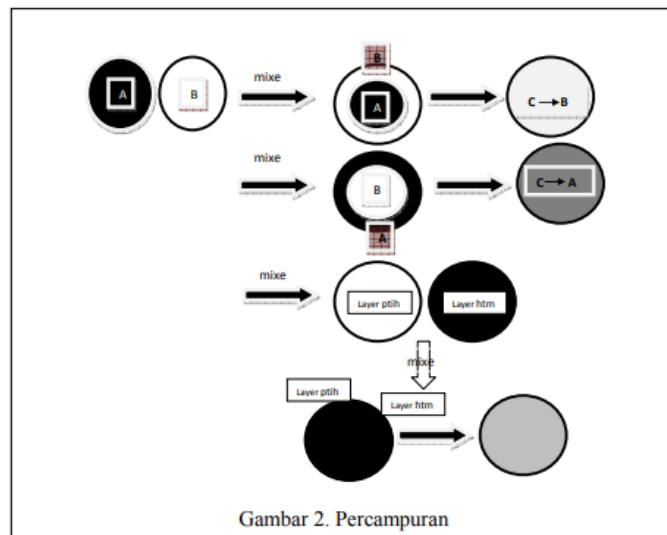 B
mixe
A
B
A
C→B
mixe
B
C→A
A
mixe
Layer ptih
Layer htm
mixe
Layer ptih
Layer htm
Gambar 2. Percampuran